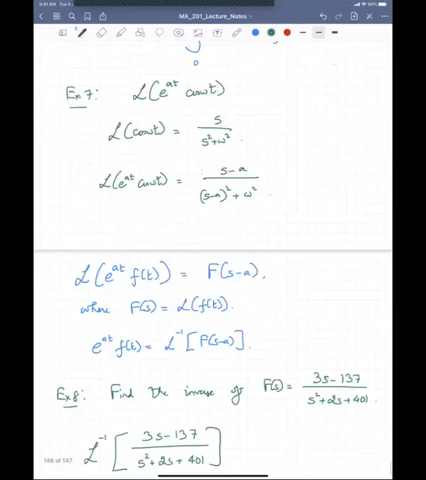 MA_201_Lecture_Notes
Ex 7: ℒ(e^{at} cos ωt)
ℒ(cos ωt) = s/(s²+ω²).
ℒ(e^{at} cos ωt) = (s-a)/((s-a)²+ω²).
ℒ(e^{at} f(t)) = F(s-a),
where F(s) = ℒ(f(t)).
e^{at} f(t) = ℒ^{-1}[F(s-a)].
Ex 8: Find the inverse of F(s) = (3s-137)/(s²+2s+401).
ℒ^{-1}[(3s-137)/(s²+2s+401)]
146 of 147